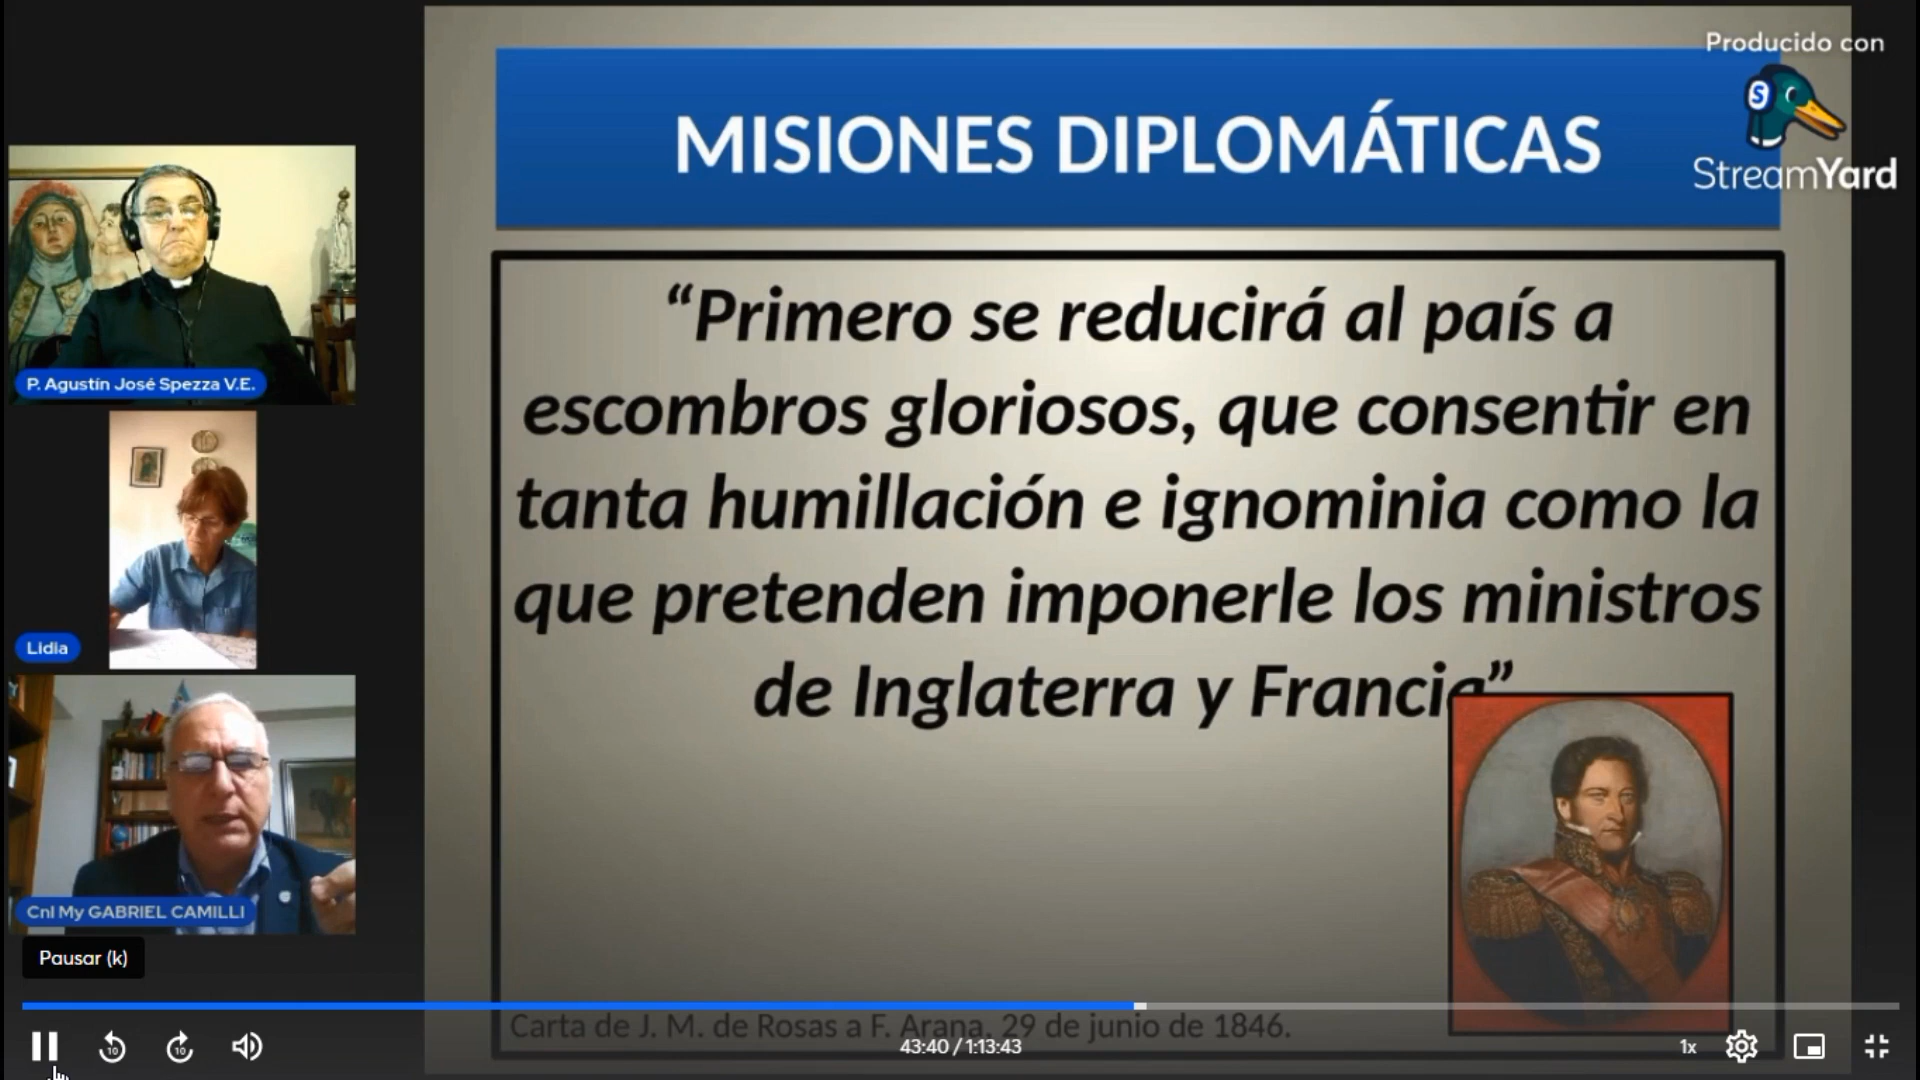 Producido con
StreamYard
MISIONES DIPLOMÁTICAS
“Primero se reducirá al país a
escombros gloriosos, que consentir en
tanta humillación e ignominia como la
que pretenden imponerle los ministros
de Inglaterra y Francia”
Carta de J. M. de Rosas a F. Arana, 29 de junio de 1846.
P. Agustín José Spezza V.E.
Lidia
Cnl My GABRIEL CAMILLI
Pausar (k)
10
10
43:40 / 1:13:43
1x